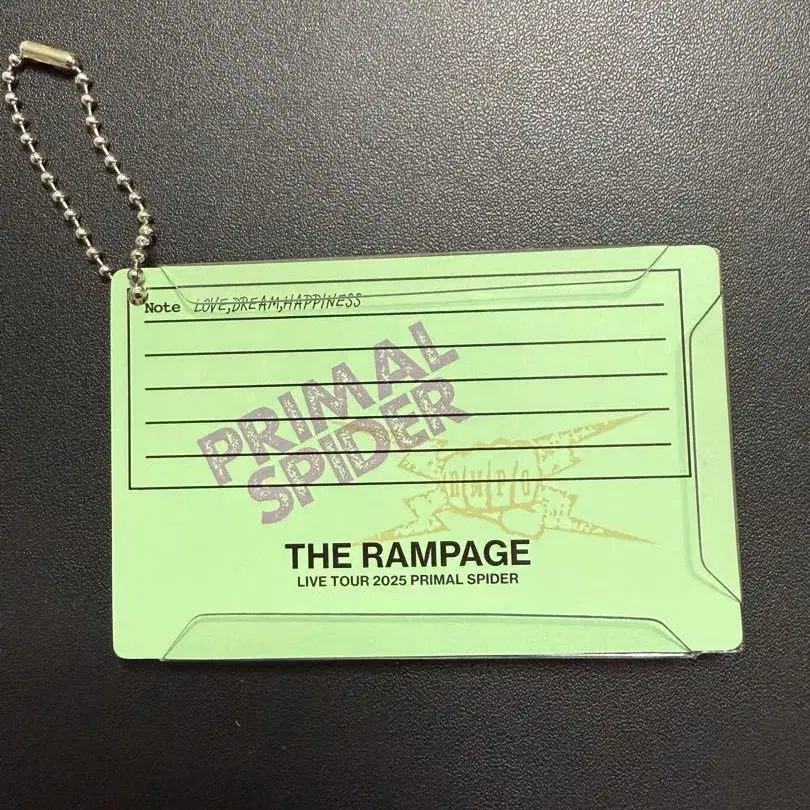 Note LOVE,DREAM,HAPPINESS
PRIMAL
SPIDER
R/M/P/G
THE RAMPAGE
LIVE TOUR 2025 PRIMAL SPIDER